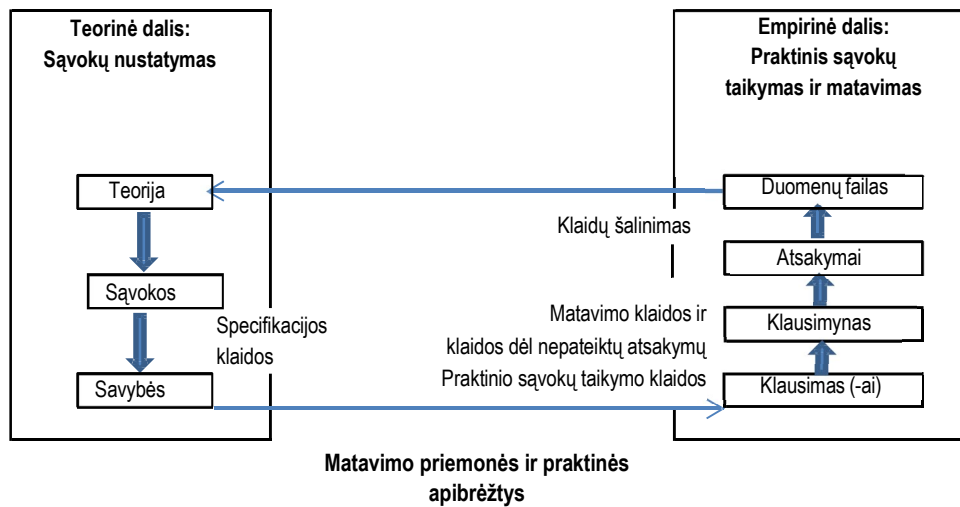 Teorinė dalis:
Sąvokų nustatymas
Teorija
Sąvokos
Specifikacijos
klaidos
Savybės
Empirinė dalis:
Praktinis sąvokų
taikymas ir matavimas
Duomenų failas
Klaidų šalinimas
Atsakymai
Matavimo klaidos ir
klaidos dėl nepateiktų atsakymų
Klausimynas
Praktinio sąvokų taikymo klaidos
Klausimas (-ai)
Matavimo priemonės ir praktinės
apibrėžtys